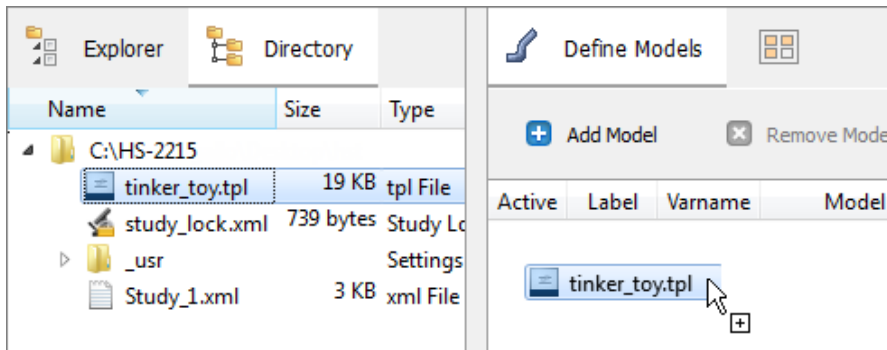 Explorer Directory Define Models
Name Size Type
Add Model Remove Mode
C:\HS-2215
tinker_toy.tpl 19 KB tpl File
Active Label Varname Model
study_lock.xml 739 bytes Study Lo
_usr Settings
Study_1.xml 3 KB xml File
tinker_toy.tpl